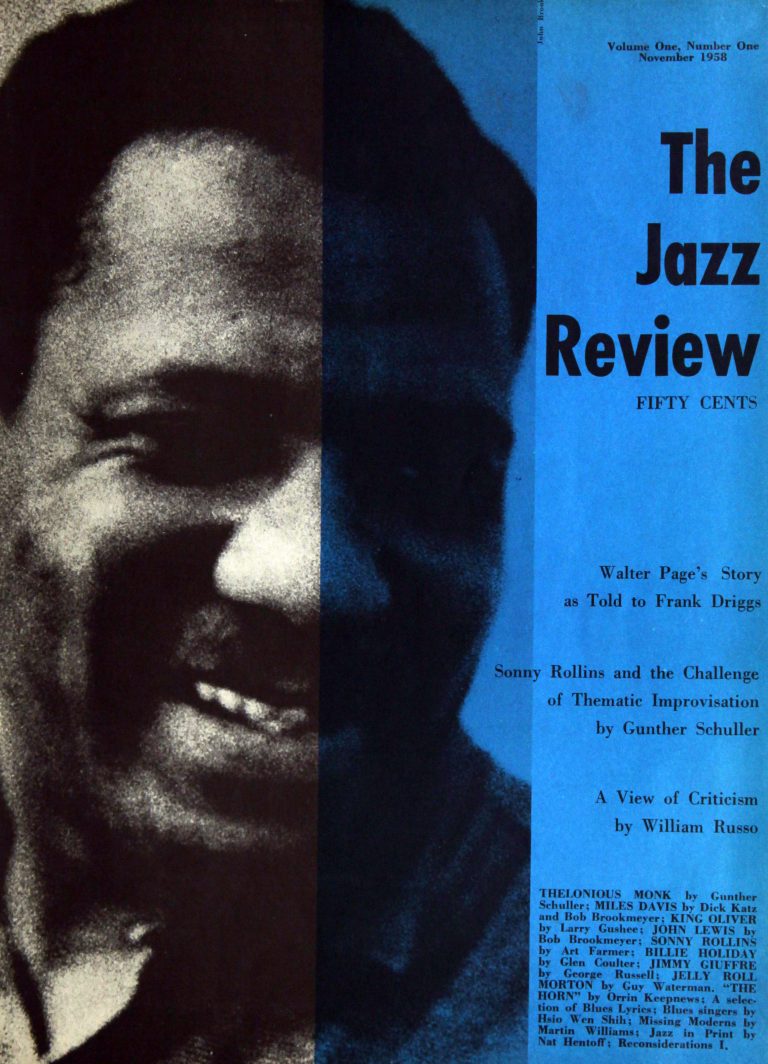 John Brook
Volume One, Number One
November 1958
The
Jazz
Review
FIFTY CENTS
Walter Page's Story
as Told to Frank Driggs
Sonny Rollins and the Challenge
of Thematic Improvisation
by Gunther Schuller
A View of Criticism
by William Russo
THELONIOUS MONK by Gunther
Schuller; MILES DAVIS by Dick Katz
and Bob Brookmeyer; KING OLIVER
by Larry Gushee; JOHN LEWIS by
Bob Brookmeyer; SONNY ROLLINS
by Art Farmer; BILLIE HOLIDAY
by Glen Coulter; JIMMY GIUFFRE
by George Russell; JELLY ROLL
MORTON by Guy Waterman. "THE
HORN" by Orrin Keepnews; A selec-
tion of Blues Lyrics; Blues singers by
Hsio Wen Shih; Missing Moderns by
Martin Williams; Jazz in Print by
Nat Hentoff; Reconsiderations I.